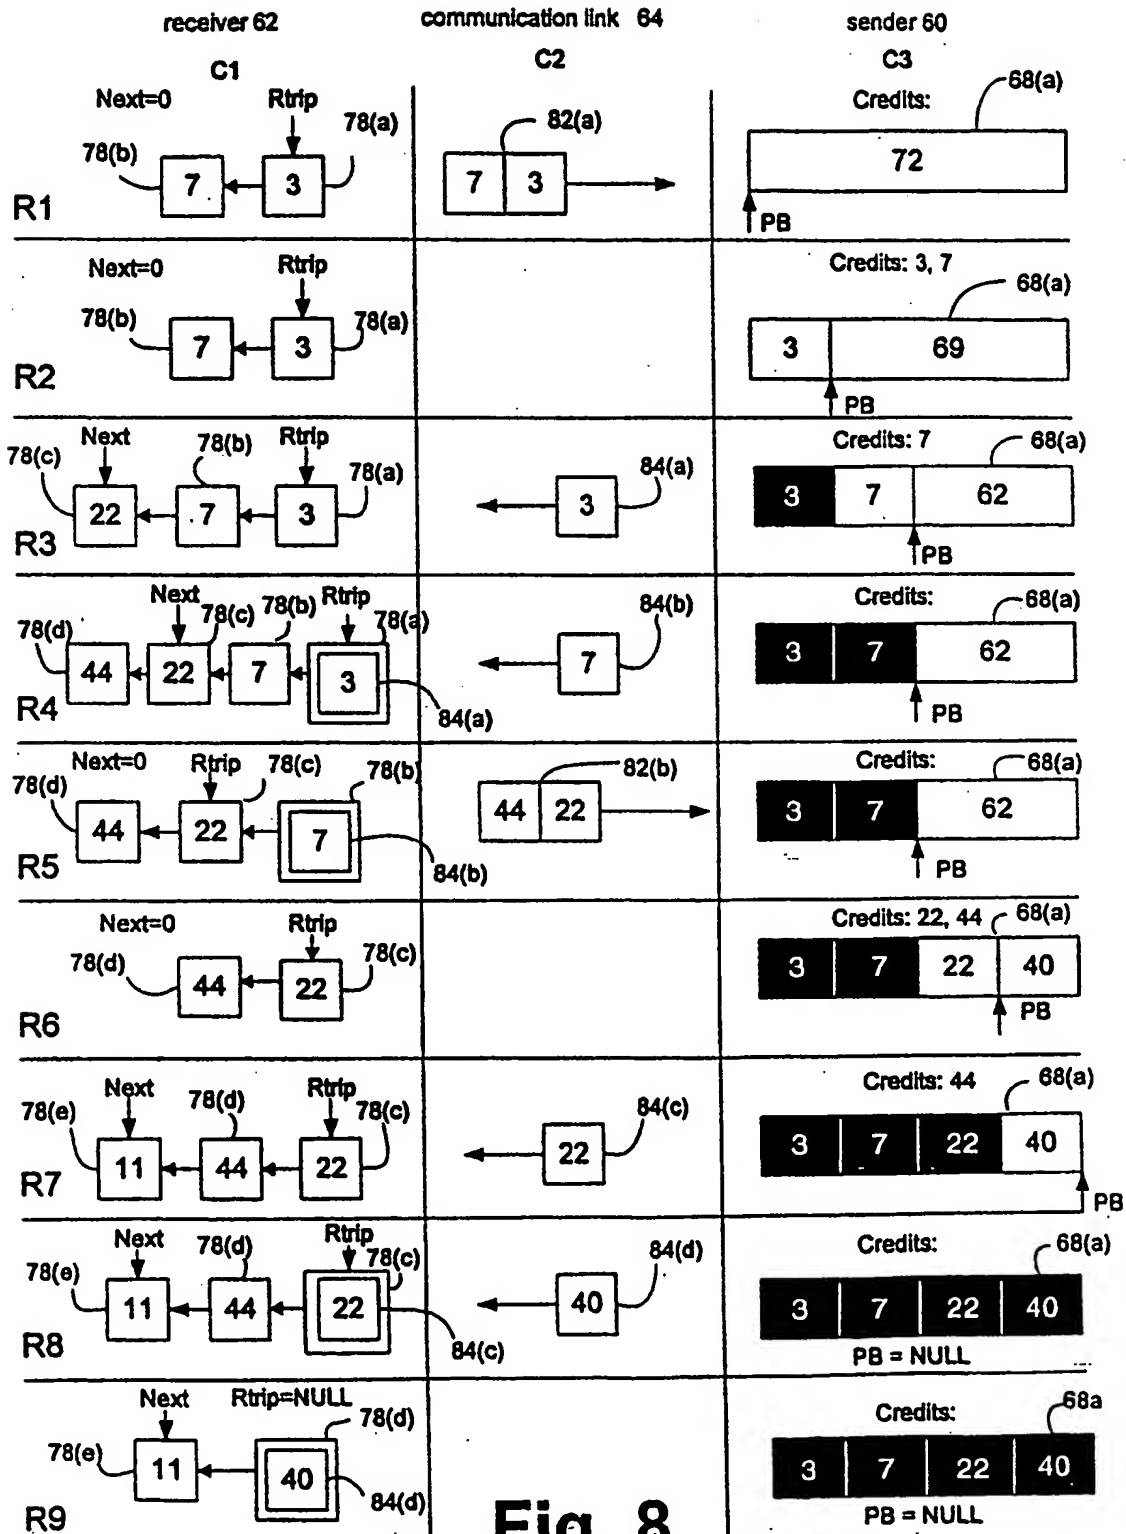 receiver 62 communication link 64 sender 60
C1 C2 C3
Next=0 Rtrip Credits: 68(a)
78(b) 78(a) 82(a)
7 3 7 3 72
R1 PB
Next=0 Rtrip Credits: 3, 7
78(b) 78(a) 68(a)
7 3 3 69
R2 PB
Next 78(b) Rtrip Credits: 7 68(a)
78(c) 78(a) 84(a)
22 7 3 3 3 7 62
R3 PB
Next 78(c) 78(b) Rtrip 84(b) Credits: 68(a)
78(d) 78(a)
44 22 7 3 7 3 7 62
R4 84(a) PB
Next=0 Rtrip 78(c) 78(b) 82(b) Credits: 68(a)
78(d)
44 22 7 44 22 3 7 62
R5 84(b) PB
Next=0 Rtrip Credits: 22, 44 68(a)
78(d) 78(c)
44 22 3 7 22 40
R6 PB
Next 78(d) Rtrip Credits: 44 68(a)
78(e) 78(c) 84(c)
11 44 22 22 3 7 22 40
R7 PB
Next 78(d) Rtrip 84(d) Credits: 68(a)
78(e) 78(c)
11 44 22 40 3 7 22 40
R8 84(c) PB = NULL
Next Rtrip=NULL Credits: 68a
78(e) 78(d)
11 40 3 7 22 40
R9 84(d) PB = NULL
Fig. 8